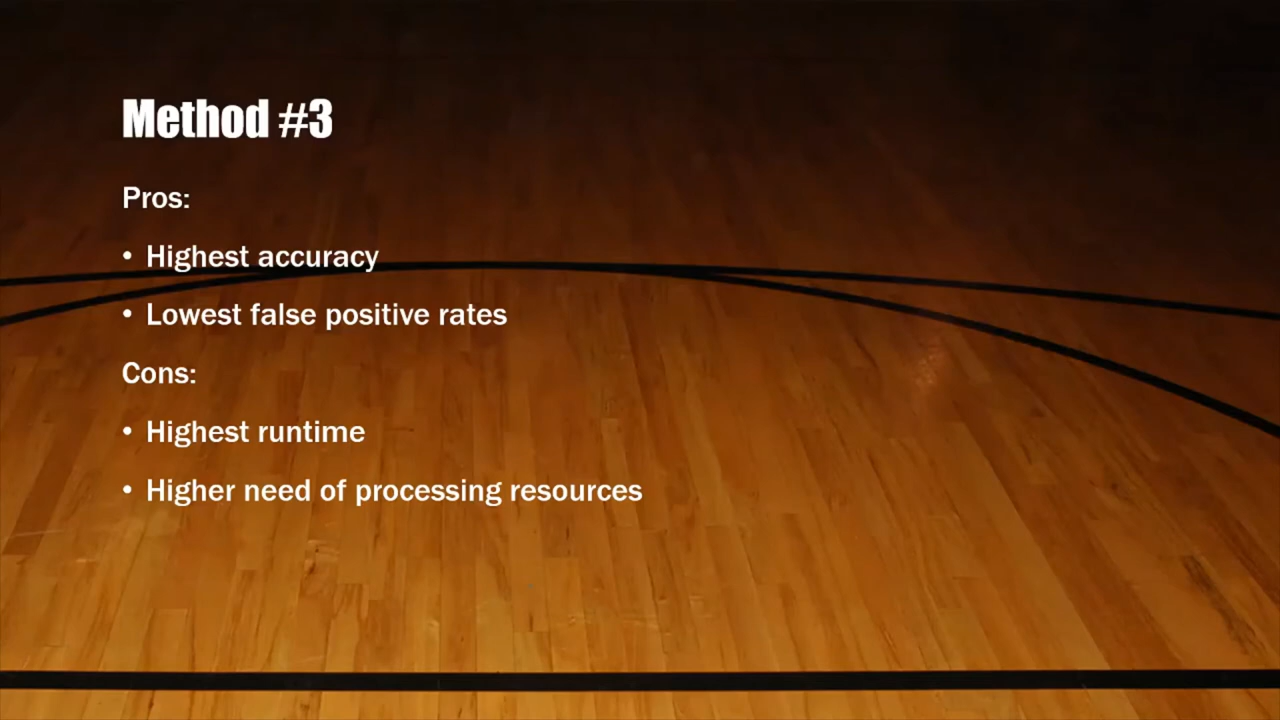 Method #3
Pros:
• Highest accuracy
• Lowest false positive rates
Cons:
• Highest runtime
• Higher need of processing resources